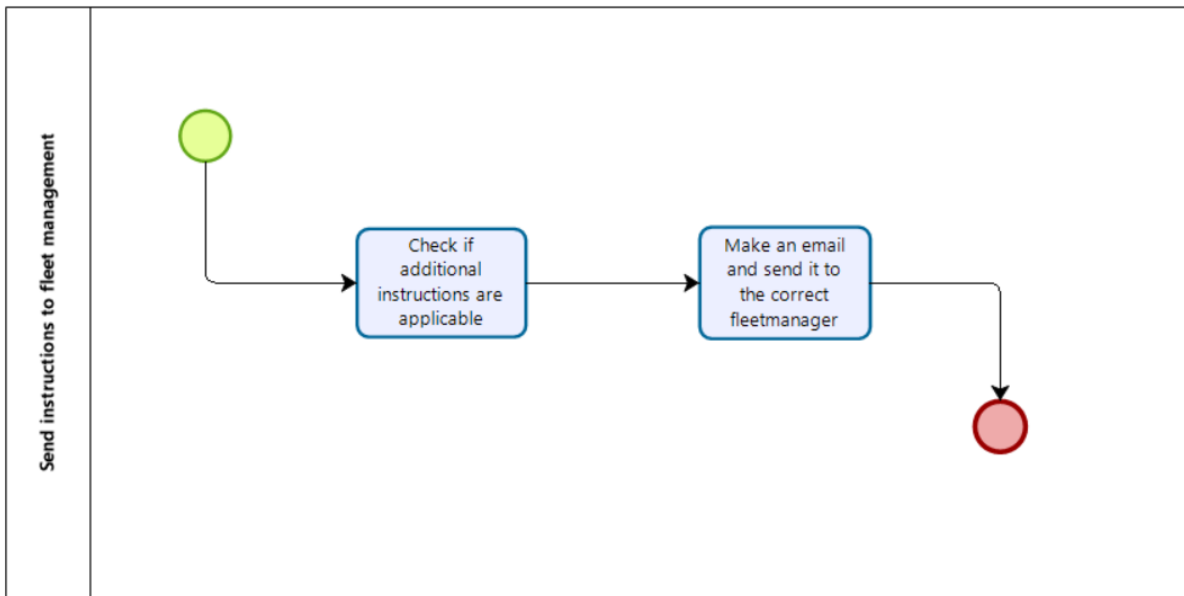 Send instructions to fleet management
Check if
additional
instructions are
applicable
Make an email
and send it to
the correct
fleetmanager